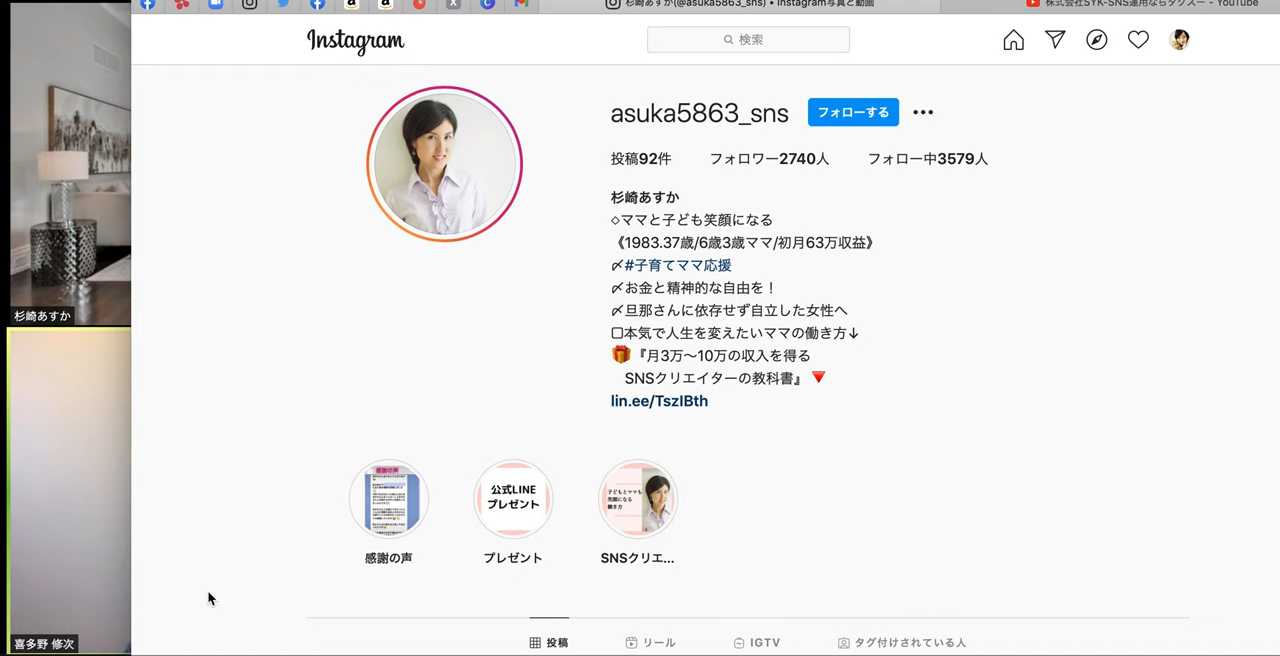 杉崎あすか(@asuka5863_sns) • Instagram写真と動画
株式会社SYK-SNS運用ならタクスー - YouTube
Instagram
検索
asuka5863_sns
フォローする
投稿92件
フォロワー2740人
フォロー中3579人
杉崎あすか
◇ママと子ども笑顔になる
《1983.37歳/6歳3歳ママ/初月63万収益》
〆#子育てママ応援
〆お金と精神的な自由を！
〆旦那さんに依存せず自立した女性へ
▢本気で人生を変えたいママの働き方↓
🎁『月3万〜10万の収入を得る
SNSクリエイターの教科書』🔻
lin.ee/TszIBth
感謝の声
公式LINE
プレゼント
子どもとママも
笑顔になる
働き方
感謝の声
プレゼント
SNSクリエ...
投稿
リール
IGTV
タグ付けされている人
杉崎あすか
喜多野 修次